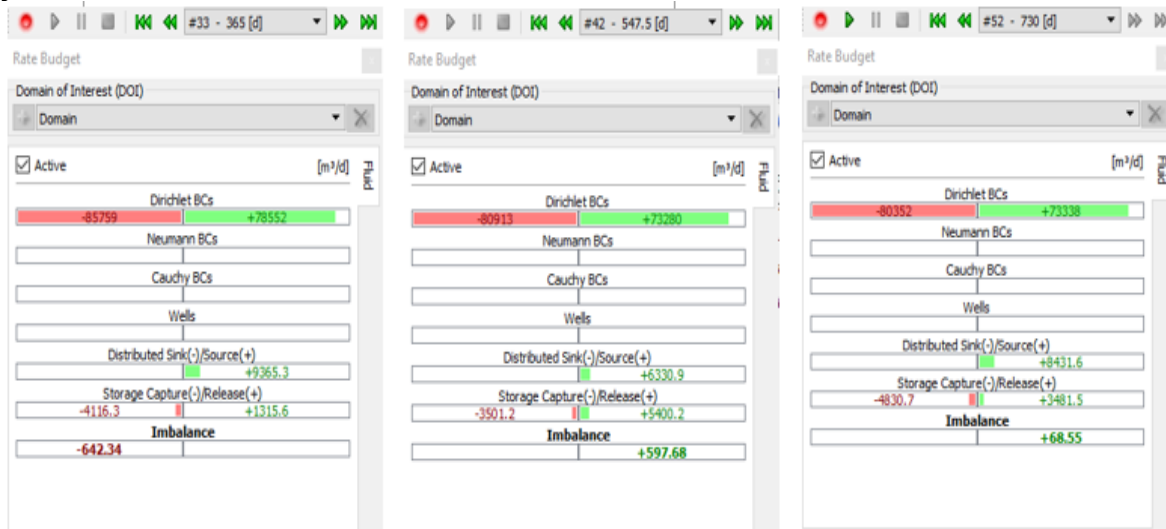 #33 - 365 [d]
Rate Budget
Domain of Interest (DOI)
Domain
Active [m³/d]
Fluid
Dirichlet BCs
-85759 +78552
Neumann BCs
Cauchy BCs
Wells
Distributed Sink(-)/Source(+)
+9365.3
Storage Capture(-)/Release(+)
-4116.3 +1315.6
Imbalance
-642.34
#42 - 547.5 [d]
Rate Budget
Domain of Interest (DOI)
Domain
Active [m³/d]
Fluid
Dirichlet BCs
-80913 +73280
Neumann BCs
Cauchy BCs
Wells
Distributed Sink(-)/Source(+)
+6330.9
Storage Capture(-)/Release(+)
-3501.2 +5400.2
Imbalance
+597.68
#52 - 730 [d]
Rate Budget
Domain of Interest (DOI)
Domain
Active [m³/d]
Fluid
Dirichlet BCs
-80352 +73338
Neumann BCs
Cauchy BCs
Wells
Distributed Sink(-)/Source(+)
+8431.6
Storage Capture(-)/Release(+)
-4830.7 +3481.5
Imbalance
+68.55